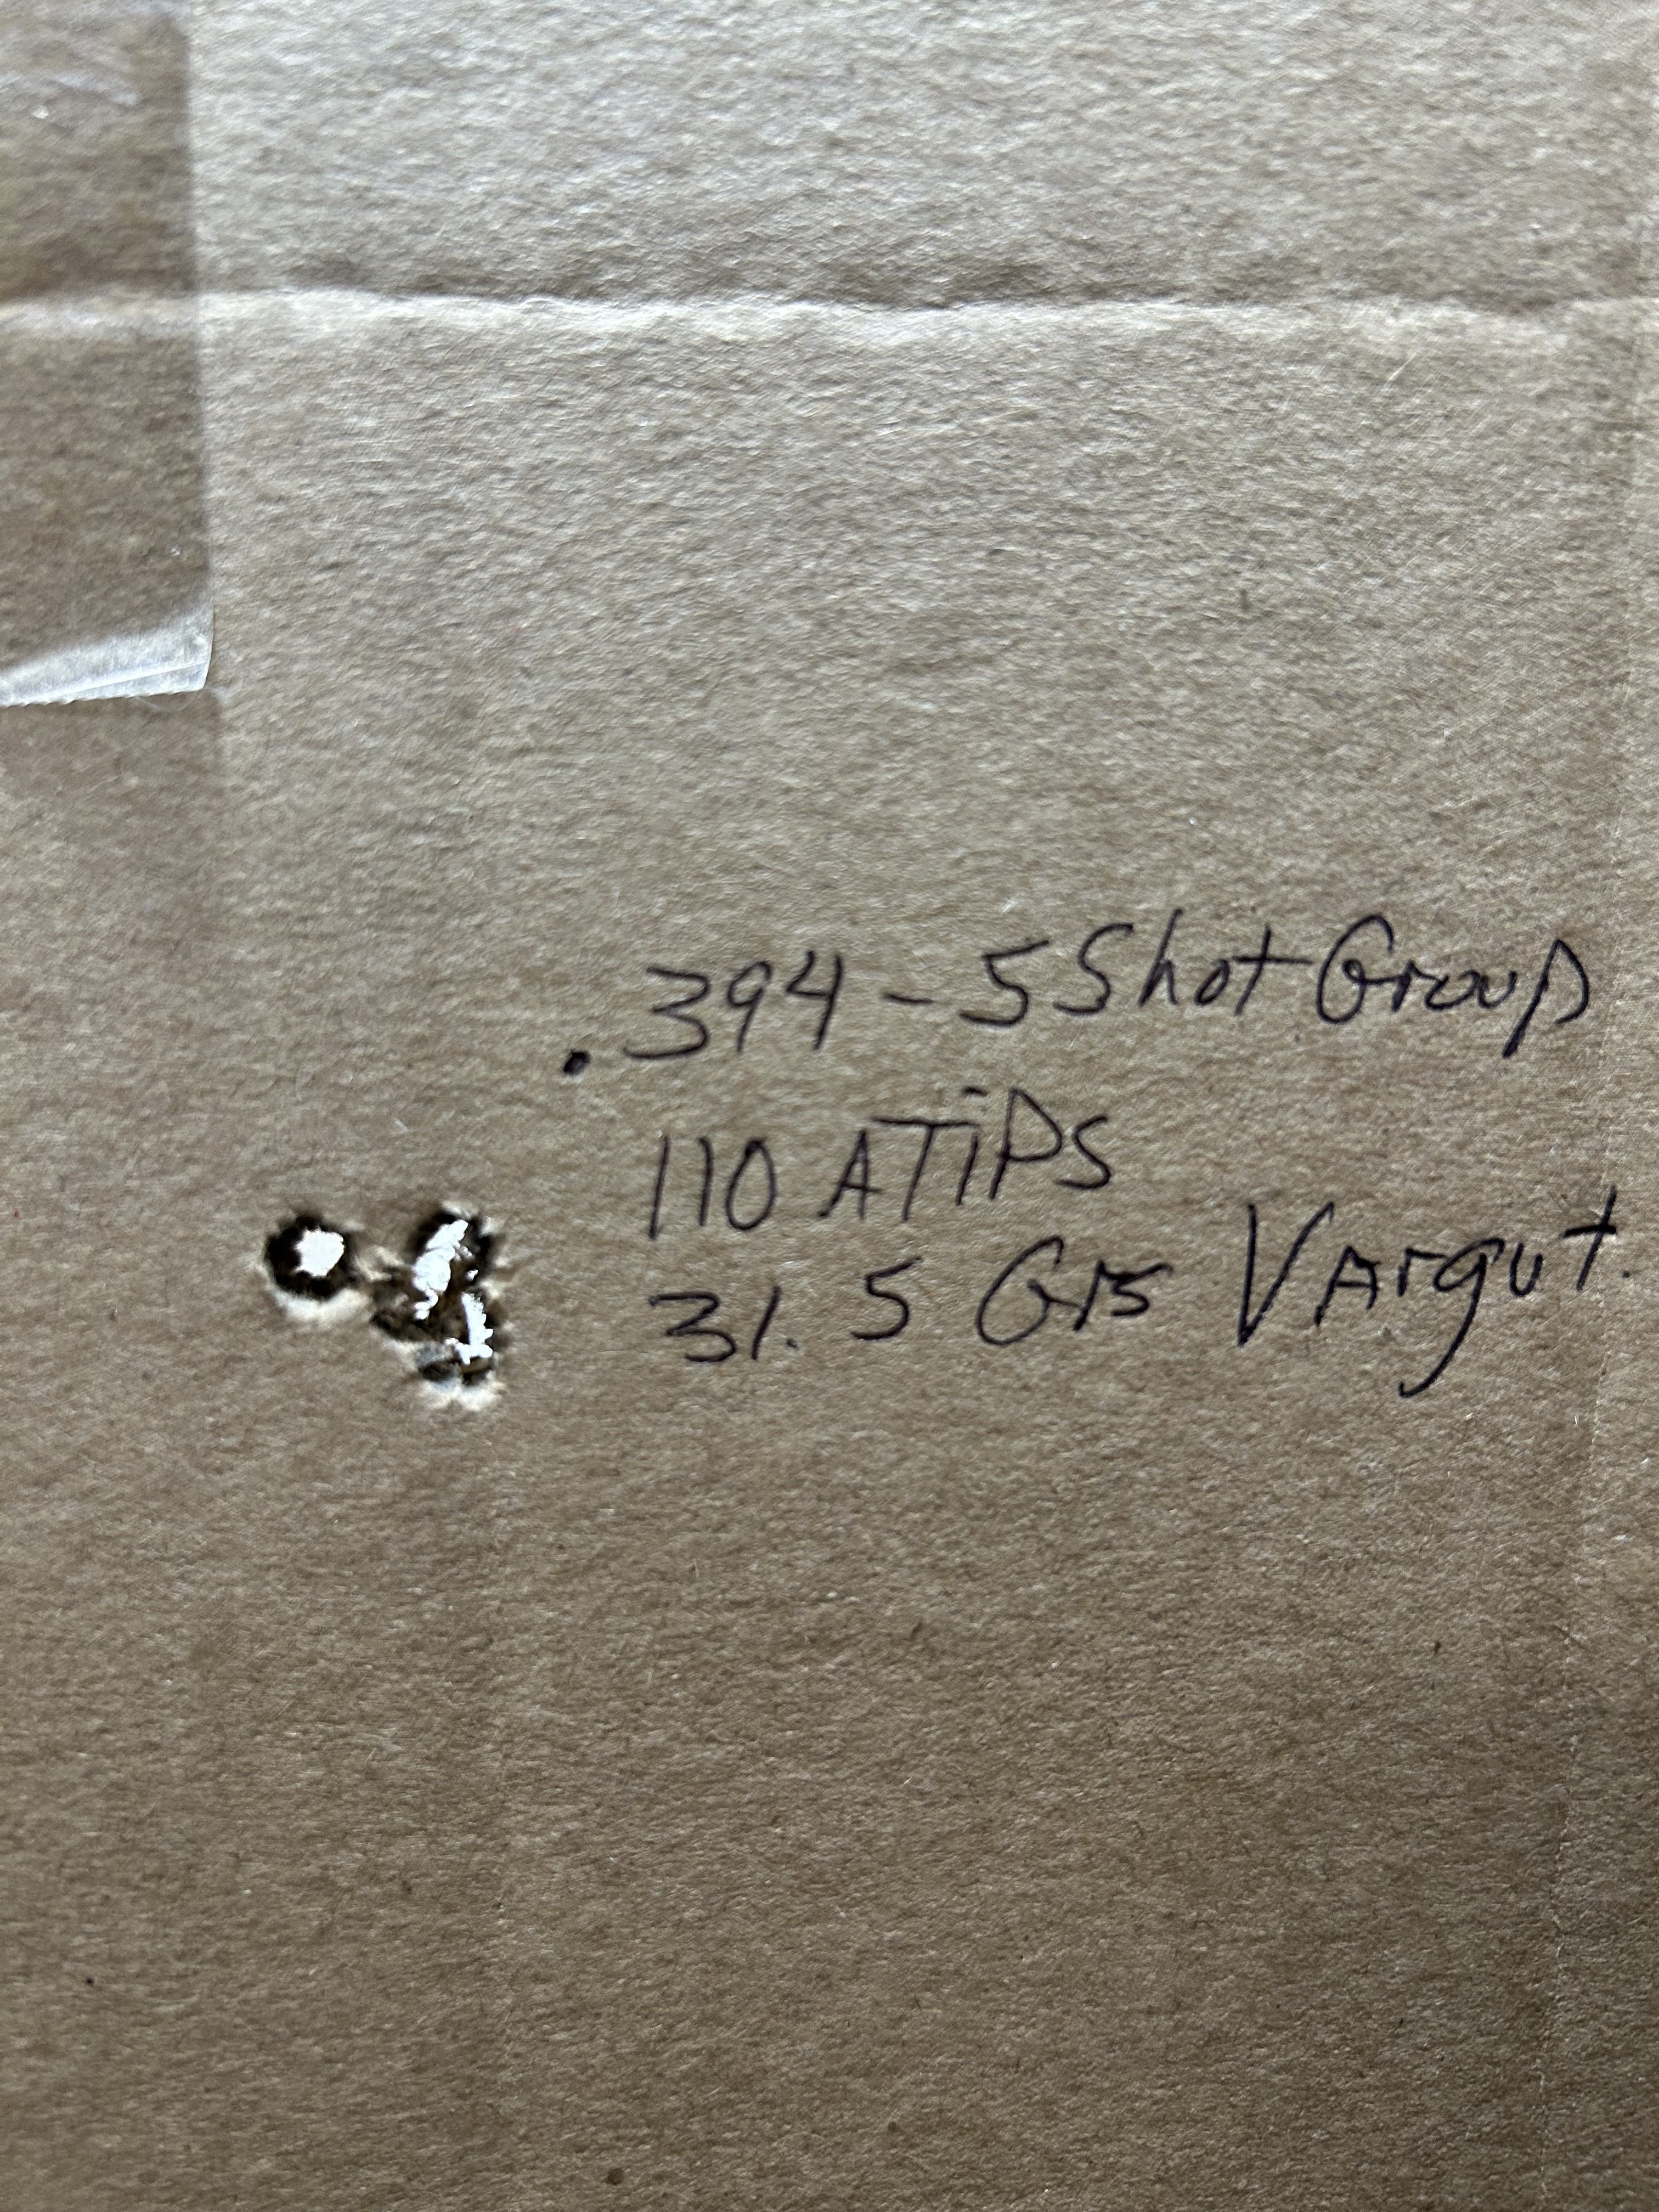 .394 - 5 Shot Group
110 ATiPs
31.5 Grs VArgut.